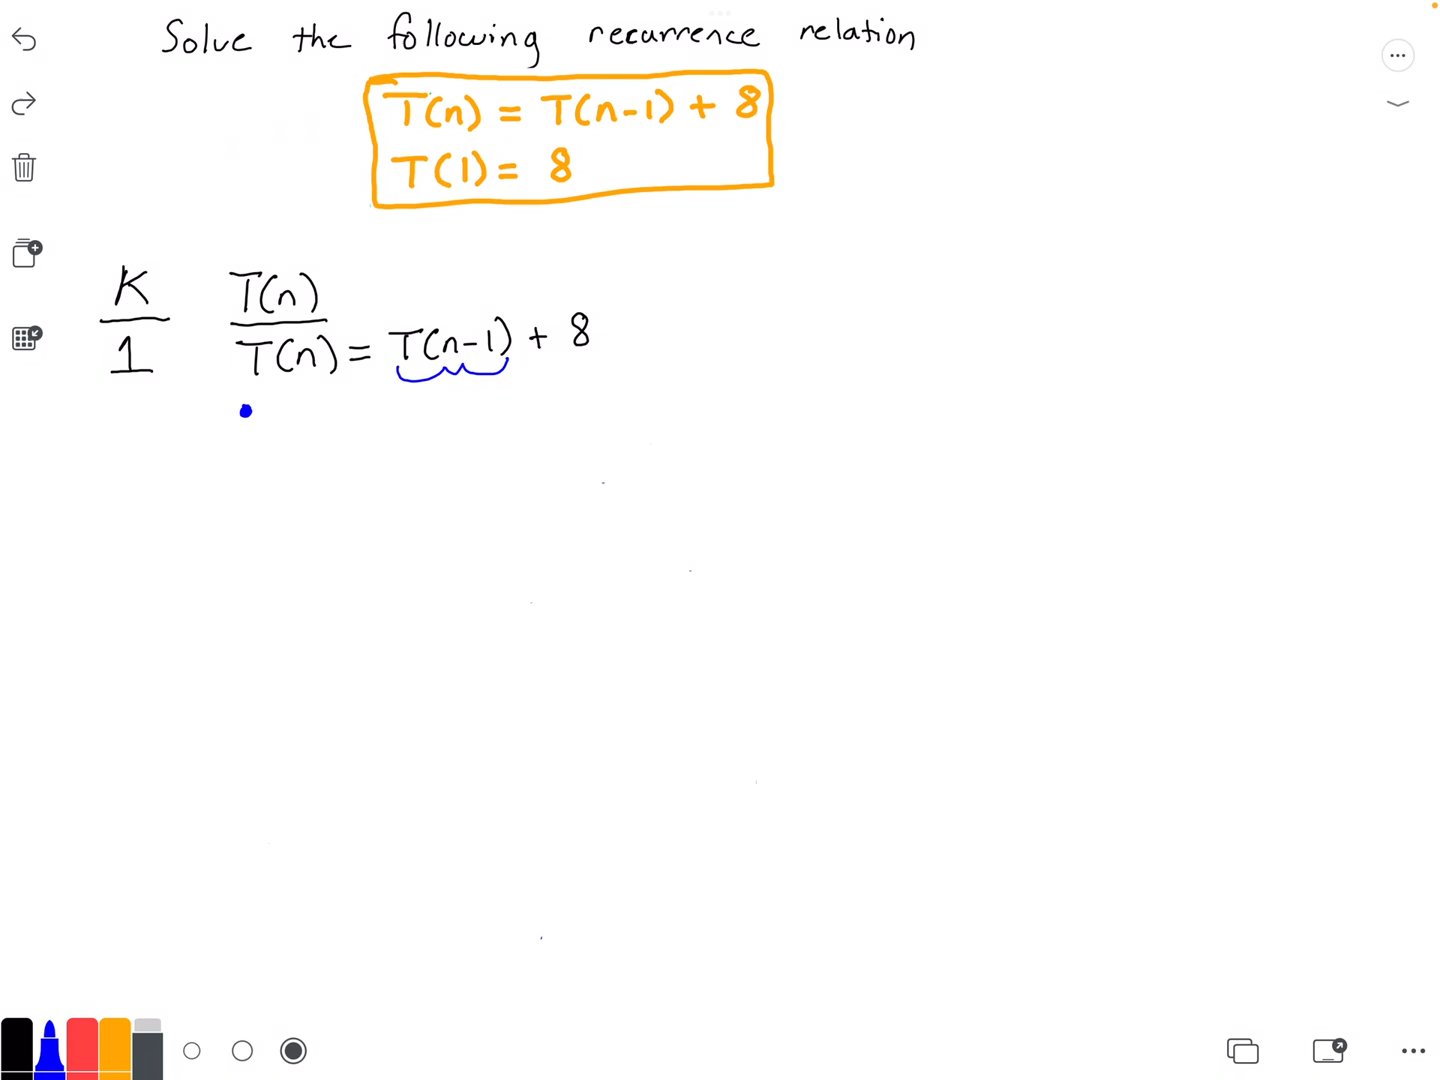 Solve the following recurrence relation
T(n) = T(n-1) + 8
T(1) = 8
K T(n)
1 T(n) = T(n-1) + 8